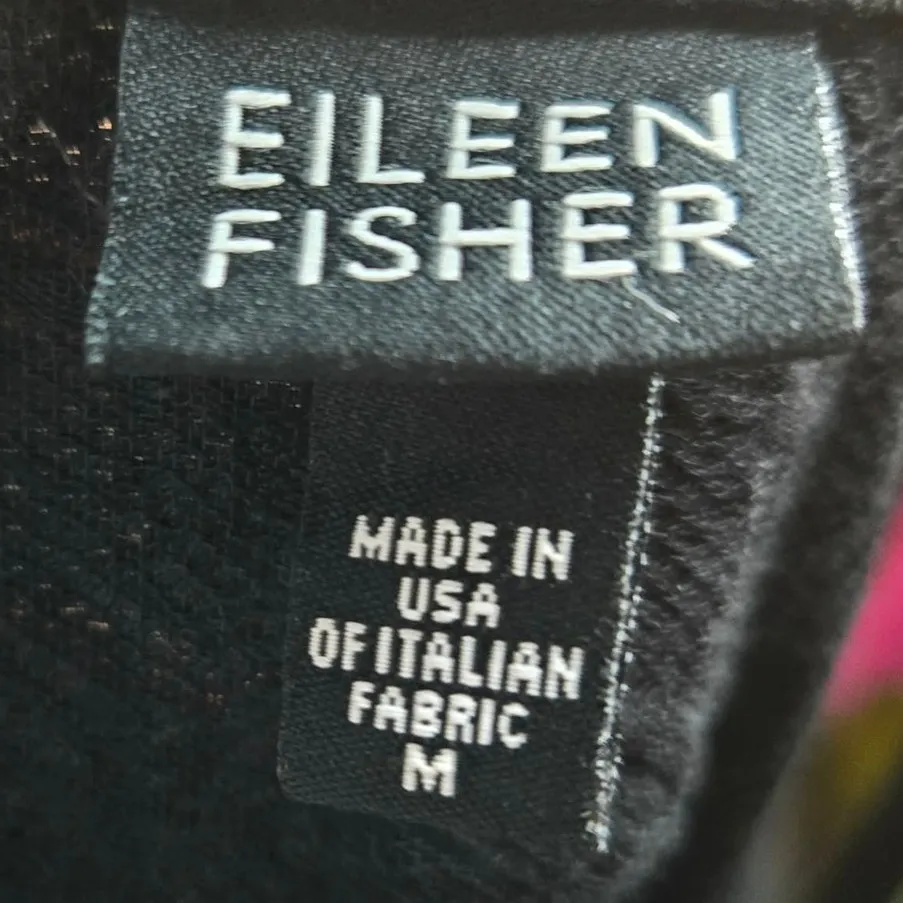 EILEEN
FISHER
MADE IN
USA
OF ITALIAN
FABRIC
M